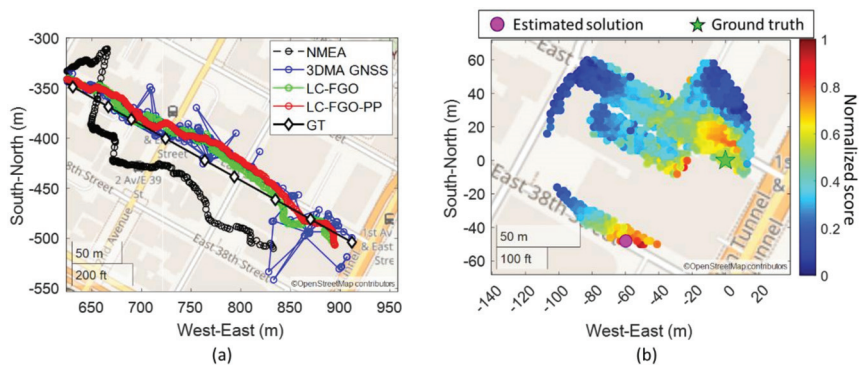 Estimated solution
Ground truth
-300
-350
-400
-450
-500
-550
South-North (m)
NMEA
3DMA GNSS
LC-FGO
LC-FGO-PP
GT
& E
Street
2 Av/E 39
St
3rd Avenue
East 38th Street
1st Av
& East
Stre
50 m
200 ft
©OpenStreetMap contributors
650 700 750 800 850 900 950
West-East (m)
(a)
60
40
20
0
-20
-40
-60
South-North (m)
East 38th Street
50 m
100 ft
©OpenStreetMap contributors
-140 -120 -100 -80 -60 -40 -20 0 20
West-East (m)
(b)
1
0.8
0.6
0.4
0.2
0
Normalized score